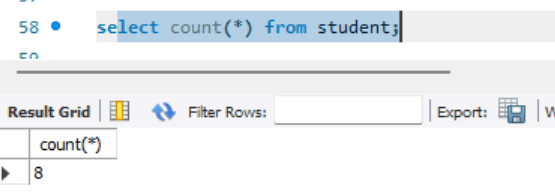 58 select count(*) from student;
Result Grid Filter Rows: Export:
count(*)
8